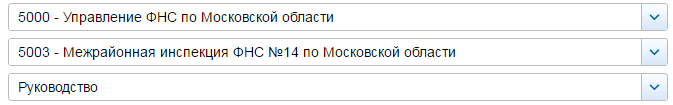 5000 - Управление ФНС по Московской области
5003 - Межрайонная инспекция ФНС №14 по Московской области
Руководство